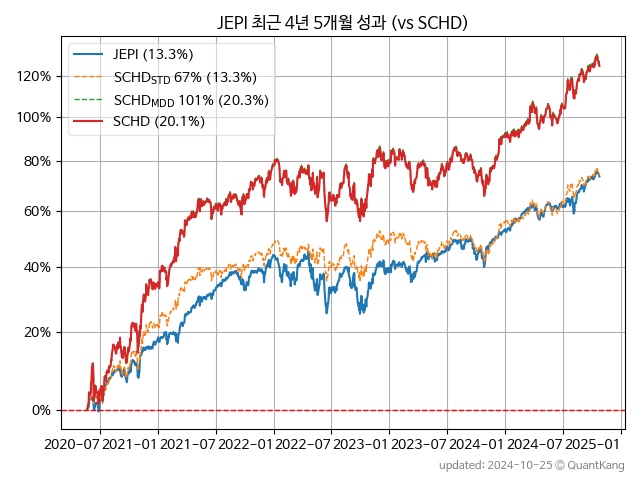 JEPI 최근 4년 5개월 성과 (vs SCHD)
JEPI (13.3%)
SCHD_STD 67% (13.3%)
SCHD_MDD 101% (20.3%)
SCHD (20.1%)
120%
100%
80%
60%
40%
20%
0%
2020-07 2021-01 2021-07 2022-01 2022-07 2023-01 2023-07 2024-01 2024-07 2025-01
updated: 2024-10-25 © QuantKang